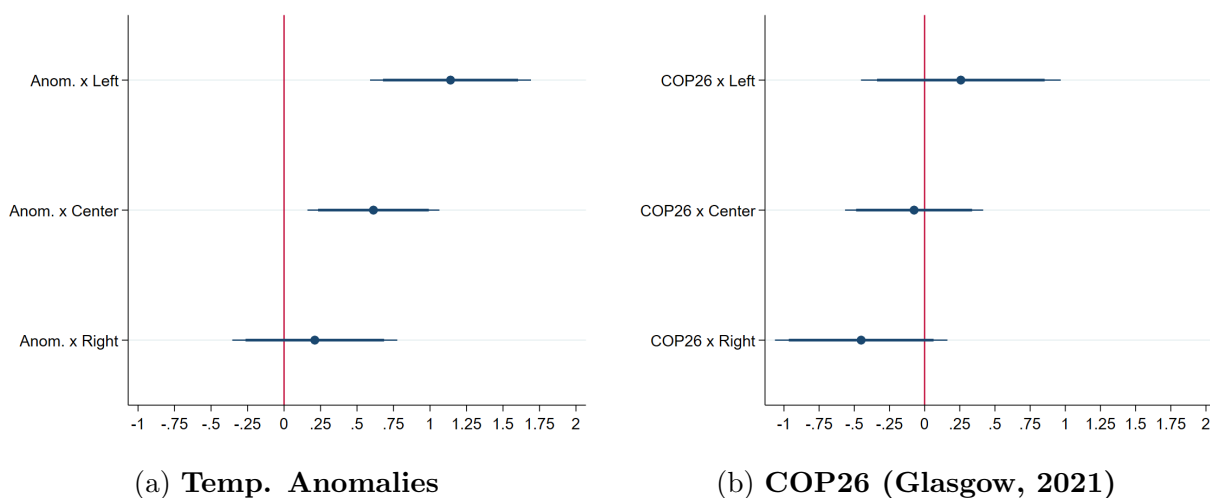 Anom. x Left
Anom. x Center
Anom. x Right
-1 -.75 -.5 -.25 0 .25 .5 .75 1 1.25 1.5 1.75 2
(a) Temp. Anomalies
COP26 x Left
COP26 x Center
COP26 x Right
-1 -.75 -.5 -.25 0 .25 .5 .75 1 1.25 1.5 1.75 2
(b) COP26 (Glasgow, 2021)